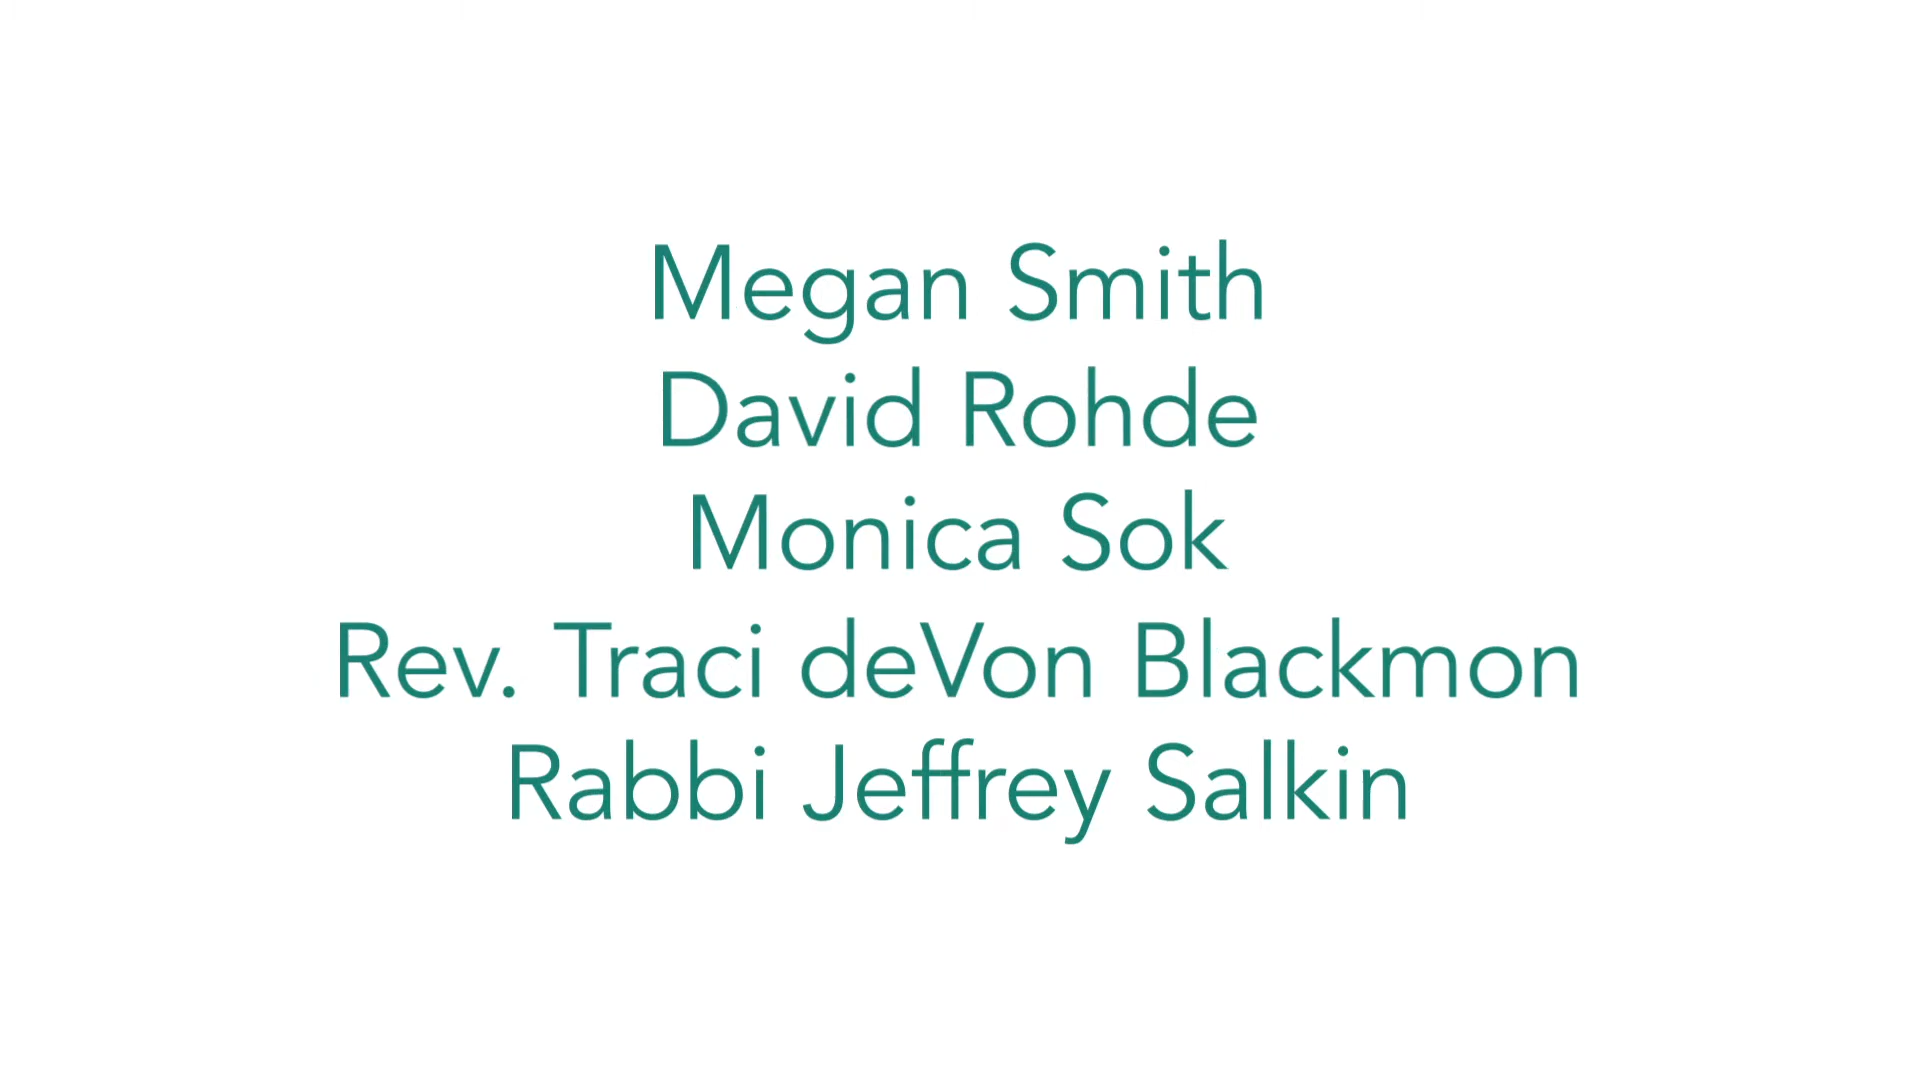 Megan Smith
David Rohde
Monica Sok
Rev. Traci deVon Blackmon
Rabbi Jeffrey Salkin